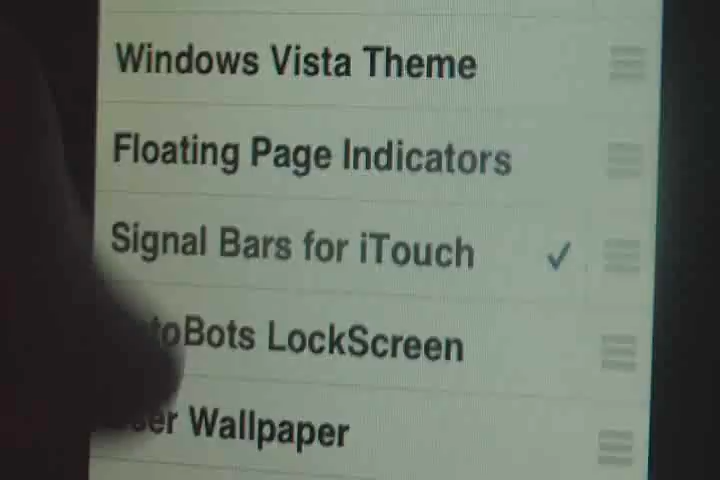 Windows Vista Theme
Floating Page Indicators
Signal Bars for iTouch
LockScreen
Wallpaper